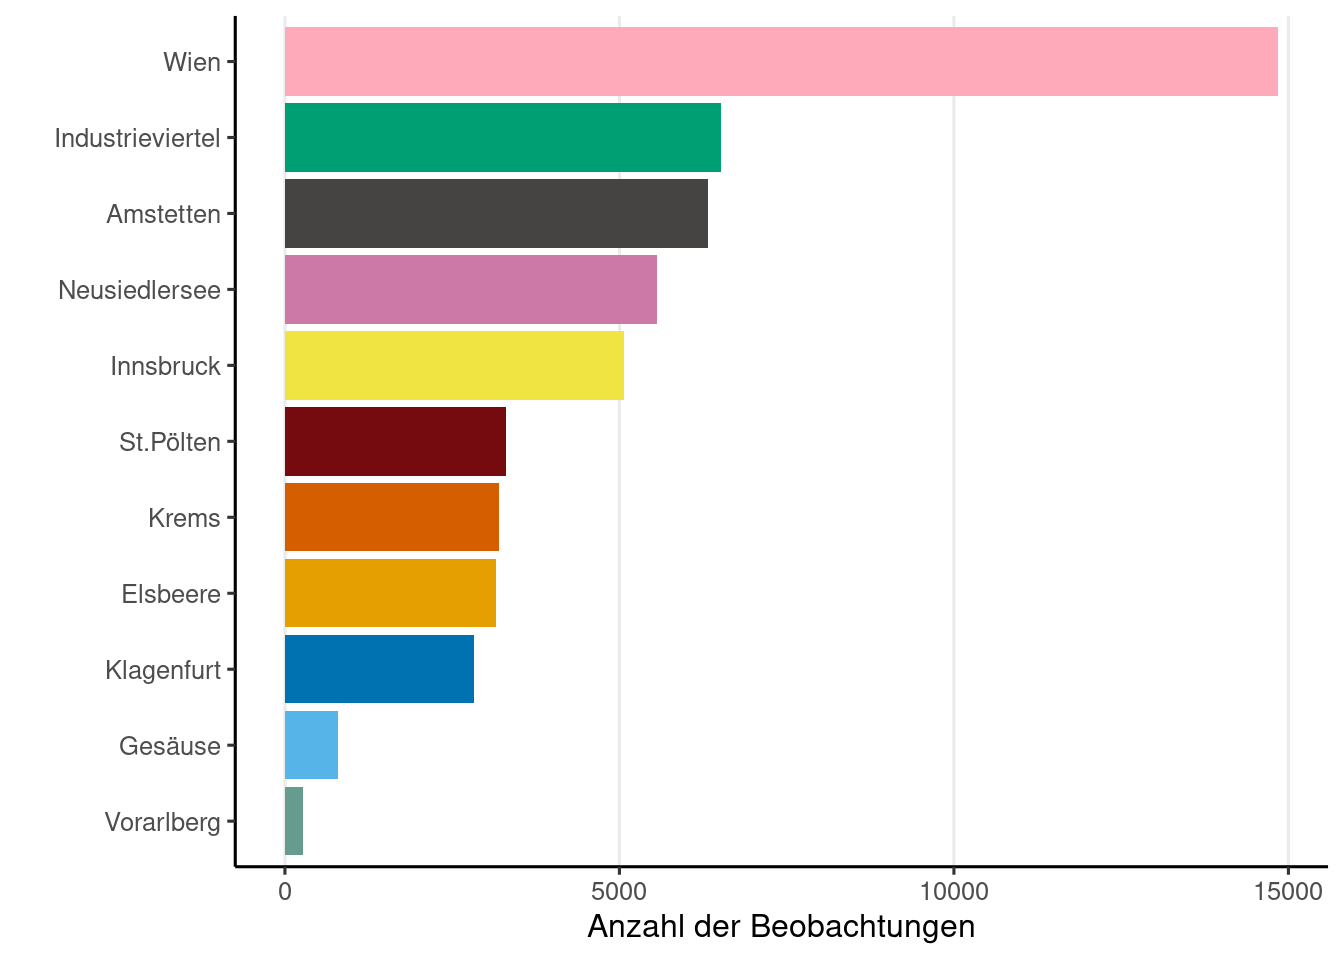 Wien
Industrieviertel
Amstetten
Neusiedlersee
Innsbruck
St.Pölten
Krems
Elsbeere
Klagenfurt
Gesäuse
Vorarlberg
0 5000 10000 15000
Anzahl der Beobachtungen